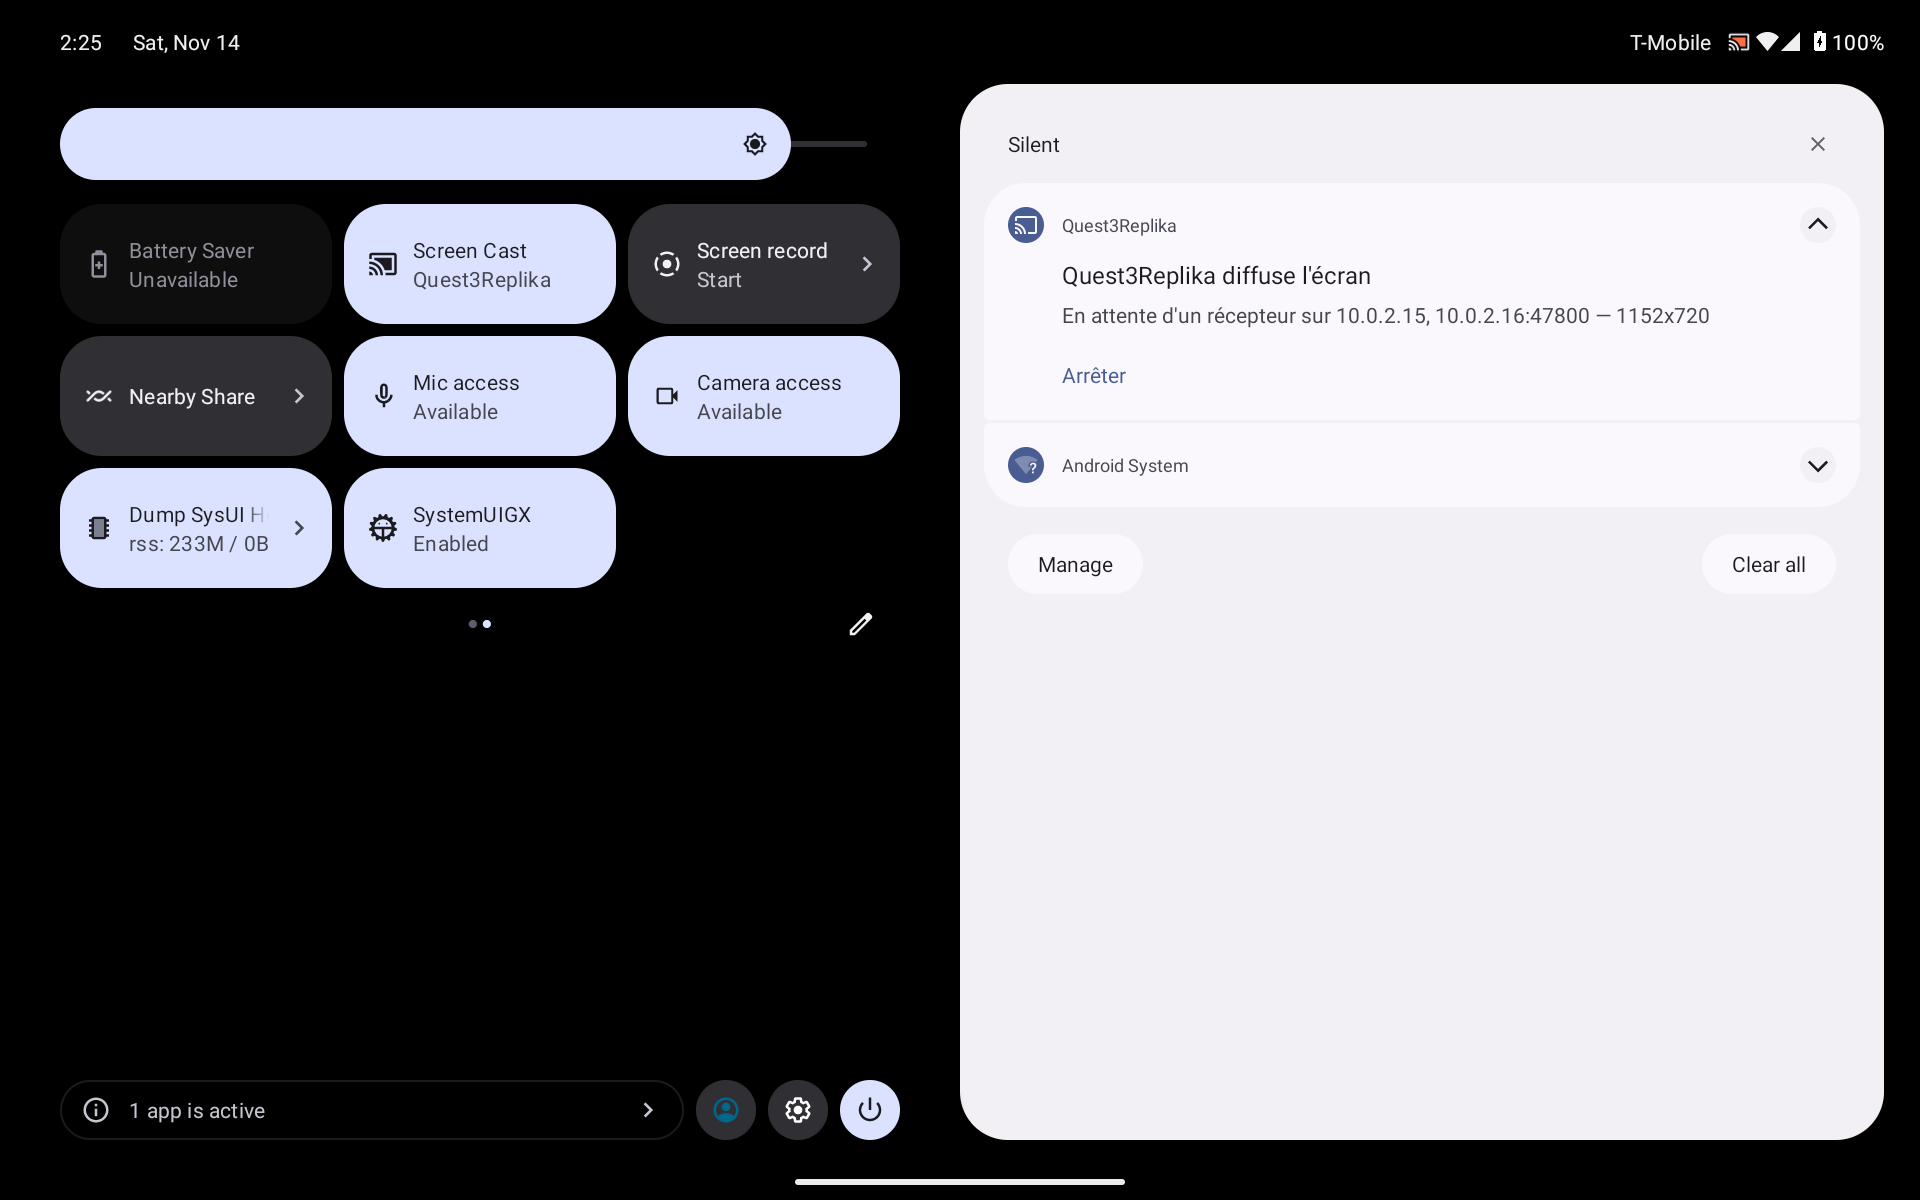 2:25 Sat, Nov 14
T-Mobile 100%
Battery Saver
Unavailable
Screen Cast
Quest3Replika
Screen record
Start
Nearby Share
Mic access
Available
Camera access
Available
Dump SysUI H
rss: 233M / 0B
SystemUIGX
Enabled
1 app is active
Silent
Quest3Replika
Quest3Replika diffuse l'écran
En attente d'un récepteur sur 10.0.2.15, 10.0.2.16:47800 — 1152x720
Arrêter
Android System
Manage
Clear all